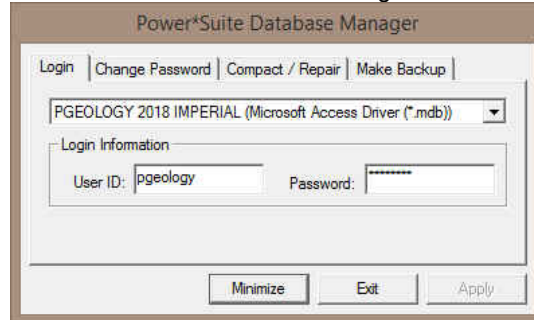 Power*Suite Database Manager
Login Change Password Compact / Repair Make Backup
PGEOLOGY 2018 IMPERIAL (Microsoft Access Driver (*.mdb))
Login Information
User ID: pgeology Password: ********
Minimize Exit Apply